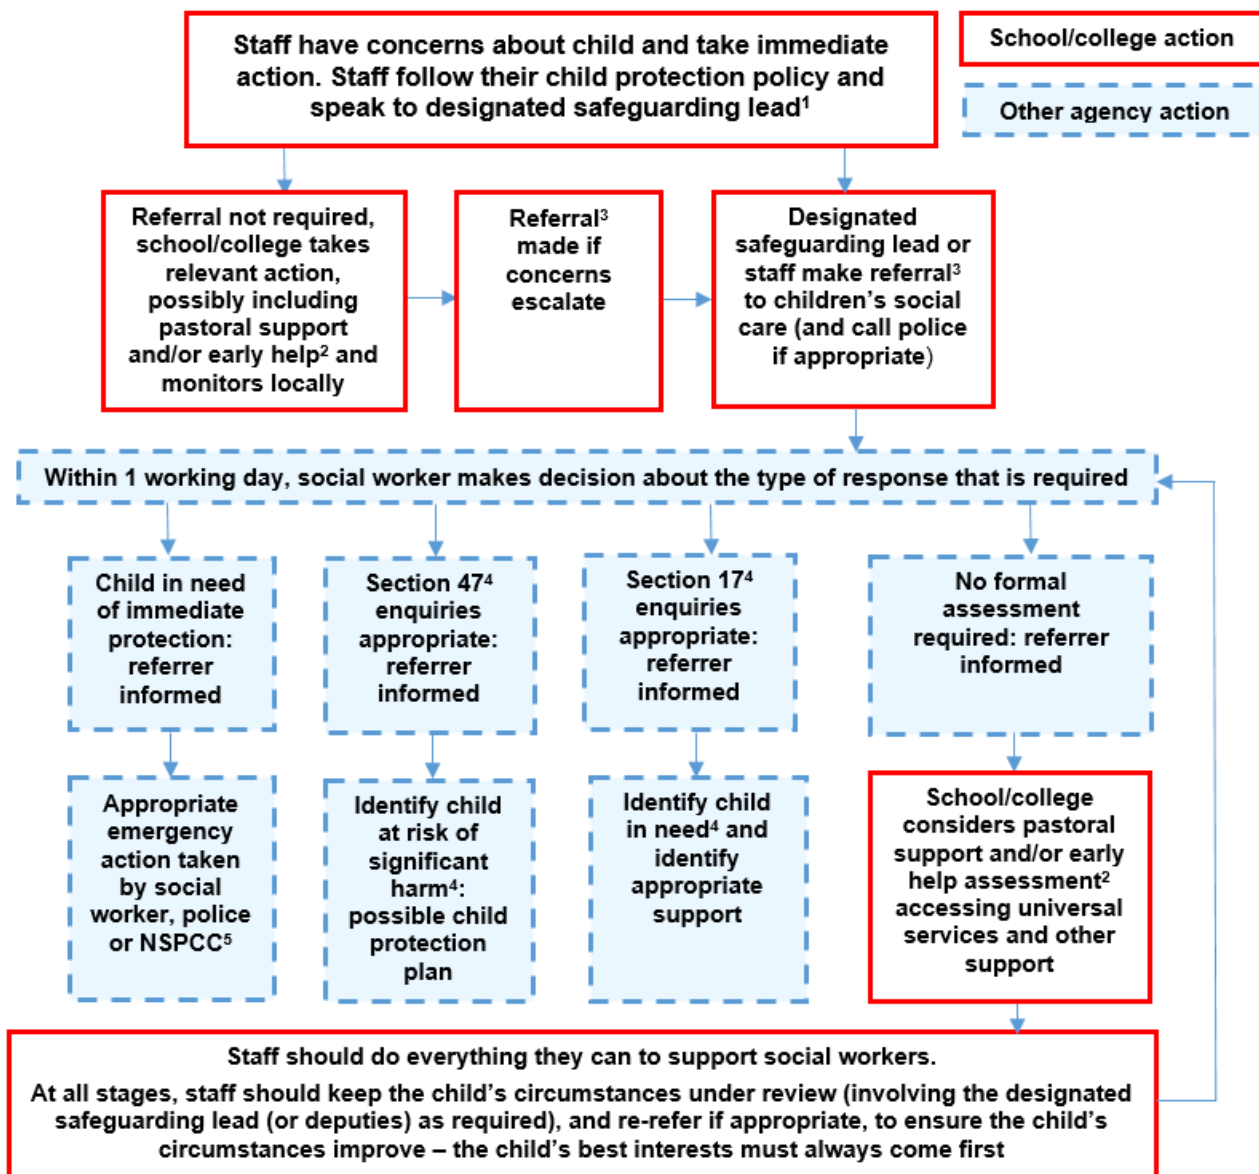 Staff have concerns about child and take immediate
action. Staff follow their child protection policy and
speak to designated safeguarding lead¹
School/college action
Other agency action
Referral not required,
school/college takes
relevant action,
possibly including
pastoral support
and/or early help² and
monitors locally
Referral³
made if
concerns
escalate
Designated
safeguarding lead or
staff make referral³
to children’s social
care (and call police
if appropriate)
Within 1 working day, social worker makes decision about the type of response that is required
Child in need
of immediate
protection:
referrer
informed
Section 47⁴
enquiries
appropriate:
referrer
informed
Section 17⁴
enquiries
appropriate:
referrer
informed
No formal
assessment
required: referrer
informed
Appropriate
emergency
action taken
by social
worker, police
or NSPCC⁵
Identify child
at risk of
significant
harm⁴:
possible child
protection
plan
Identify child
in need⁴ and
identify
appropriate
support
School/college
considers pastoral
support and/or early
help assessment²
accessing universal
services and other
support
Staff should do everything they can to support social workers.
At all stages, staff should keep the child’s circumstances under review (involving the designated
safeguarding lead (or deputies) as required), and re-refer if appropriate, to ensure the child’s
circumstances improve – the child’s best interests must always come first